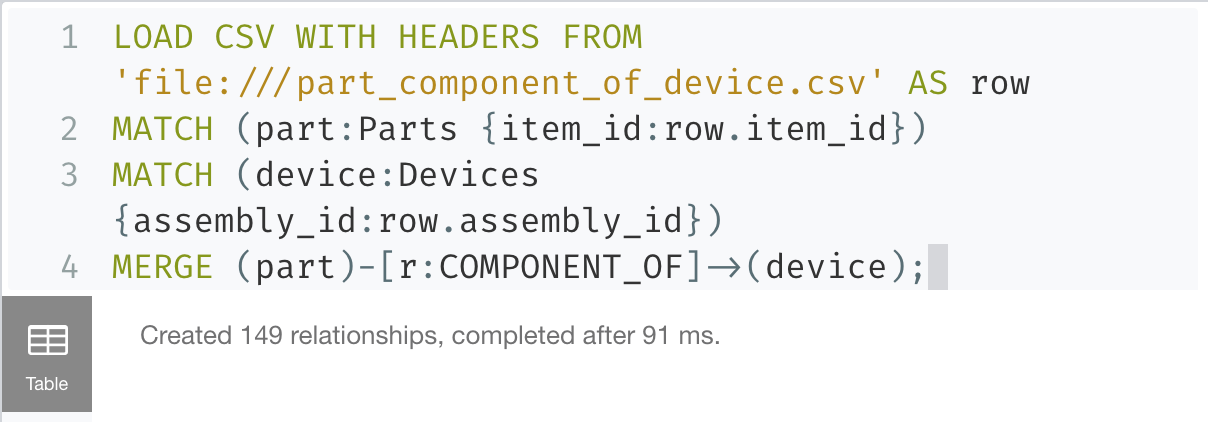 1 LOAD CSV WITH HEADERS FROM
'file:///part_component_of_device.csv' AS row
2 MATCH (part:Parts {item_id:row.item_id})
3 MATCH (device:Devices
{assembly_id:row.assembly_id})
4 MERGE (part)-[r:COMPONENT_OF]->(device);
Created 149 relationships, completed after 91 ms.
Table